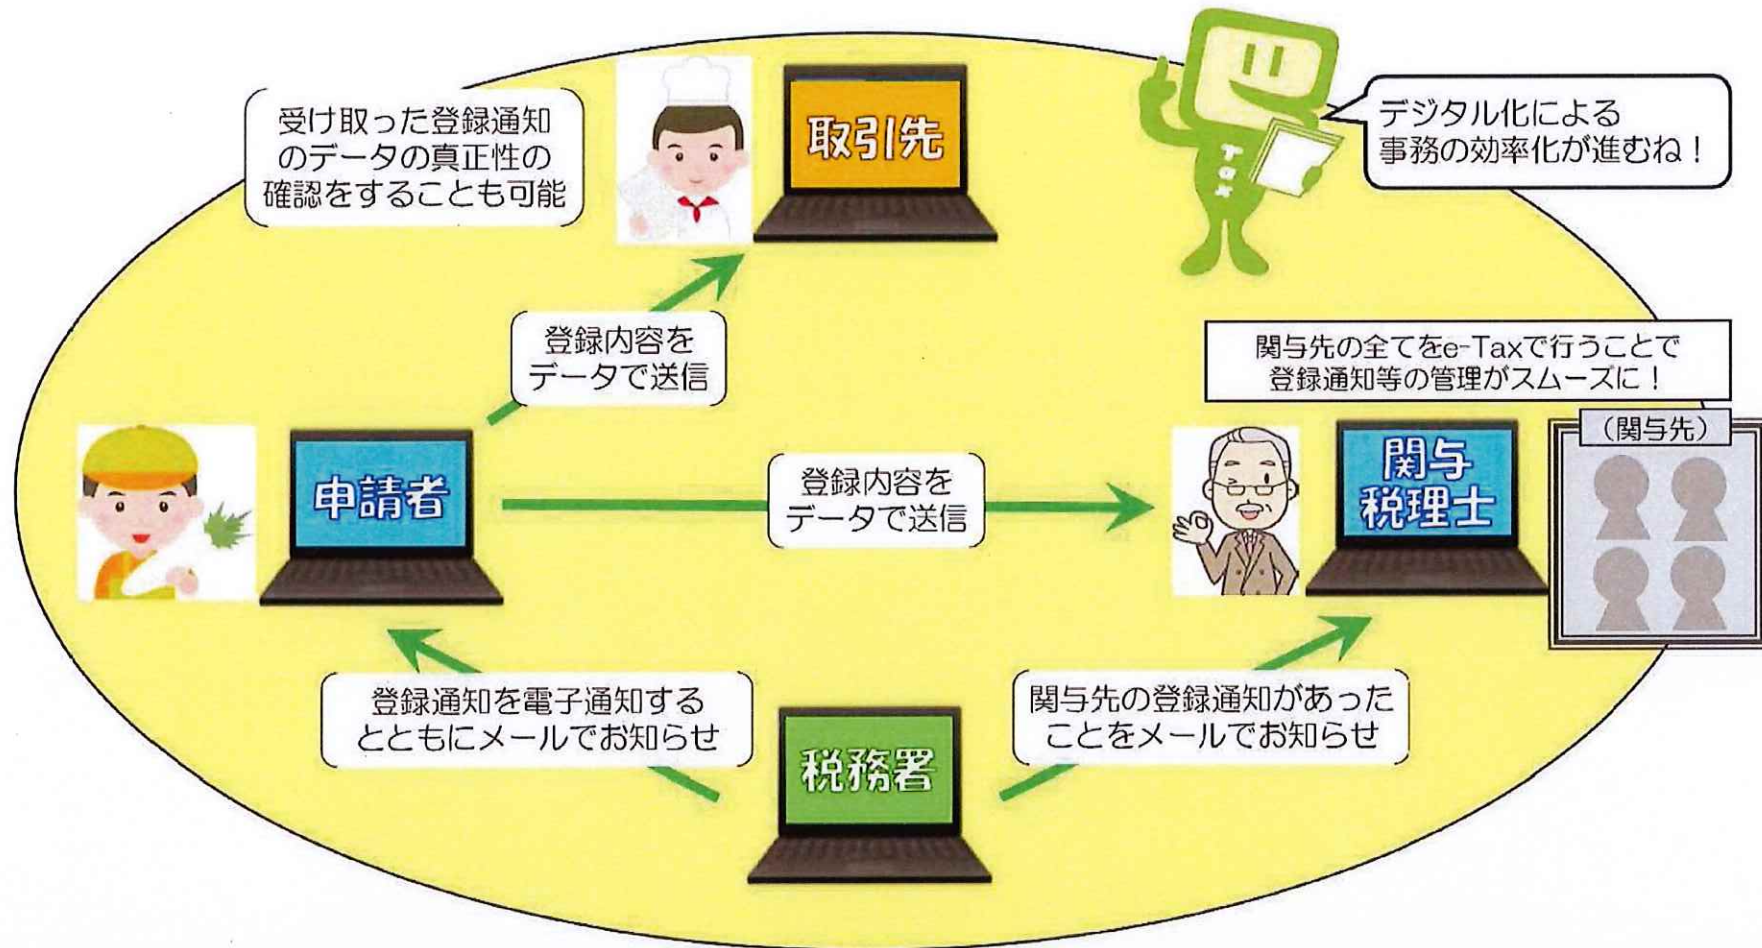 受け取った登録通知
のデータの真正性の
確認をすることも可能
取引先
デジタル化による
事務の効率化が進むね！
Tax
登録内容を
データで送信
関与先の全てをe-Taxで行うことで
登録通知等の管理がスムーズに！
申請者
登録内容を
データで送信
関与
税理士
（関与先）
登録通知を電子通知する
とともにメールでお知らせ
税務署
関与先の登録通知があった
ことをメールでお知らせ